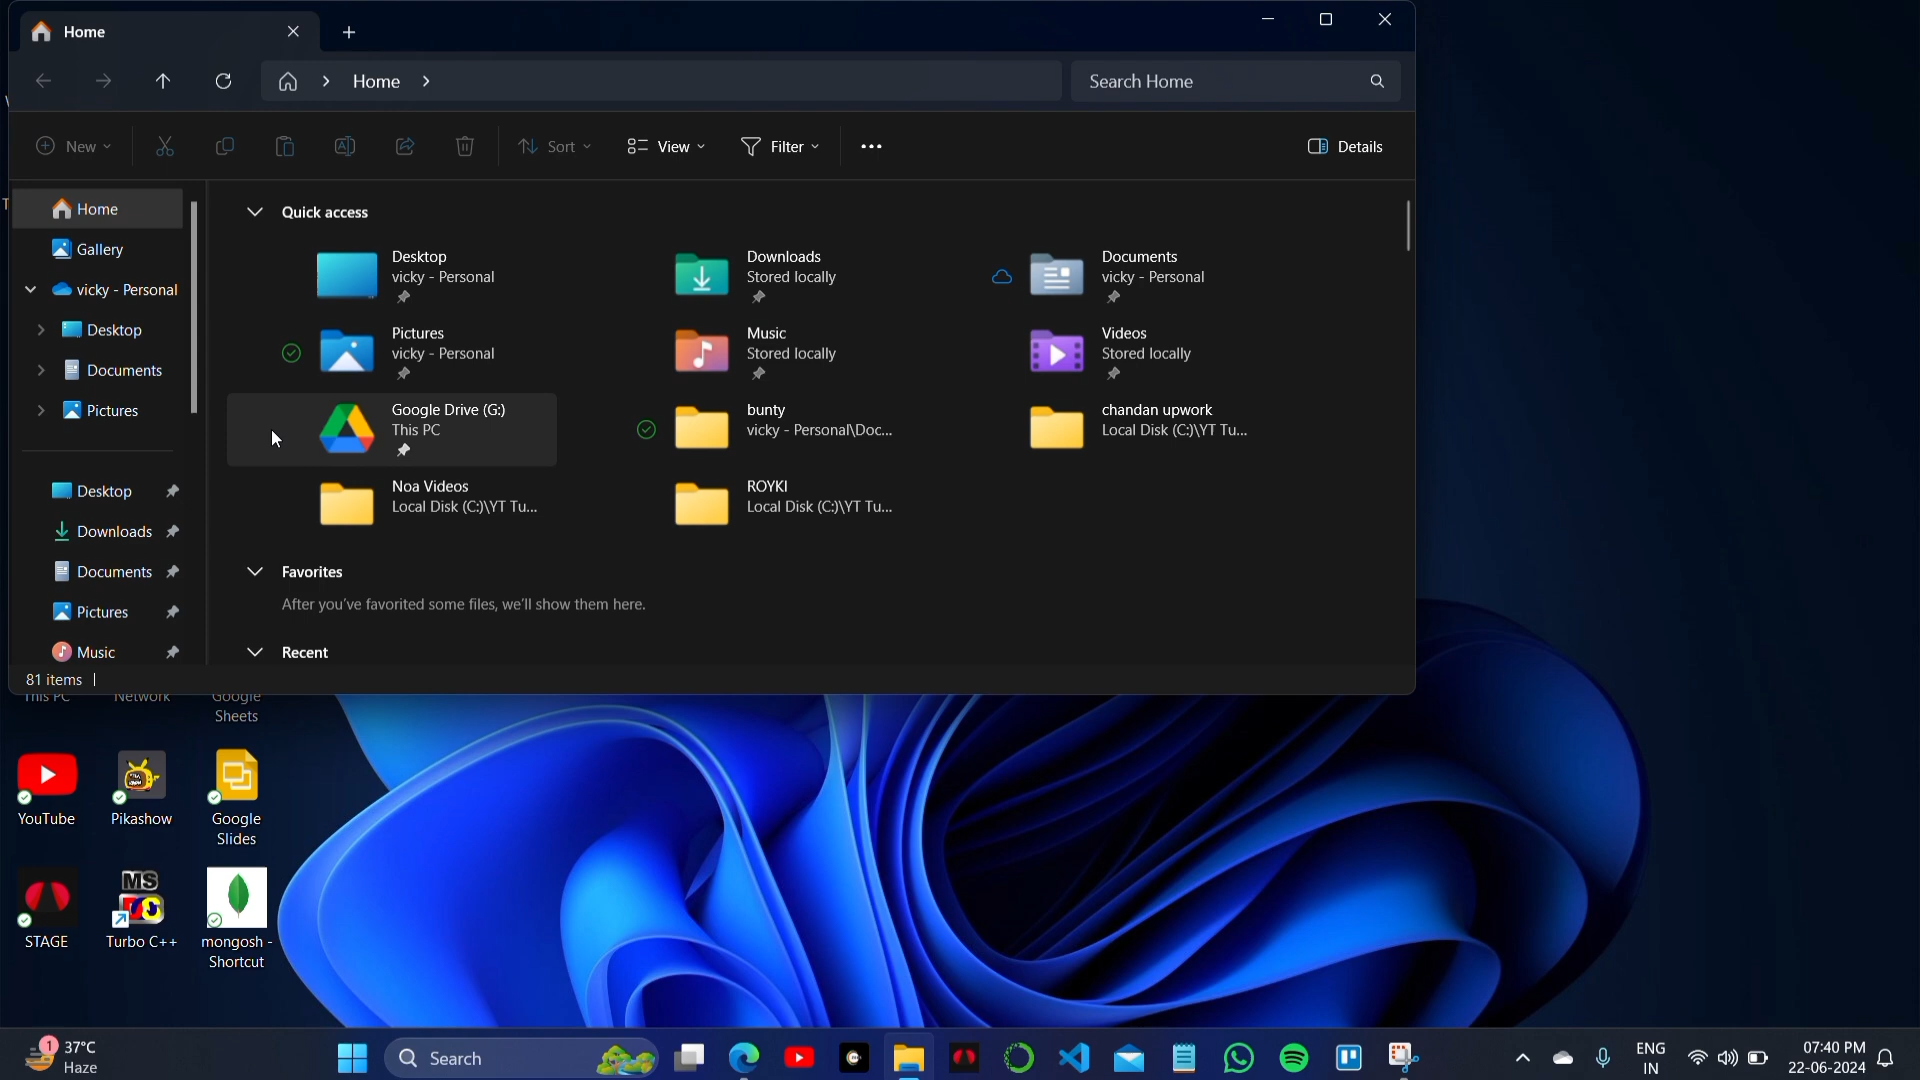 Home
Home
Search Home
New
Sort
View
Filter
Details
Home
Gallery
vicky - Personal
Desktop
Documents
Pictures
Desktop
Downloads
Documents
Pictures
Music
Quick access
Desktop
vicky - Personal
Downloads
Stored locally
Documents
vicky - Personal
Pictures
vicky - Personal
Music
Stored locally
Videos
Stored locally
Google Drive (G:)
This PC
bunty
vicky - Personal\Doc...
chandan upwork
Local Disk (C:)\YT Tu...
Noa Videos
Local Disk (C:)\YT Tu...
ROYKI
Local Disk (C:)\YT Tu...
Favorites
After you've favorited some files, we'll show them here.
Recent
81 items
This PC
Network
Google
Sheets
YouTube
Pikashow
Google
Slides
STAGE
MS
Turbo C++
mongosh -
Shortcut
1
37°C
Haze
Search
ENG
IN
07:40 PM
22-06-2024